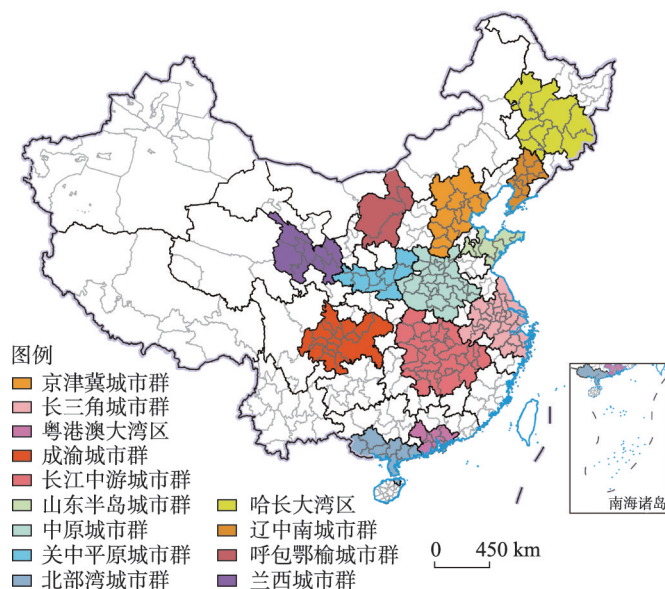 图例
京津冀城市群
长三角城市群
粤港澳大湾区
成渝城市群
长江中游城市群
山东半岛城市群
中原城市群
关中平原城市群
北部湾城市群
哈长大湾区
辽中南城市群
呼包鄂榆城市群
兰西城市群
0 450 km
南海诸岛